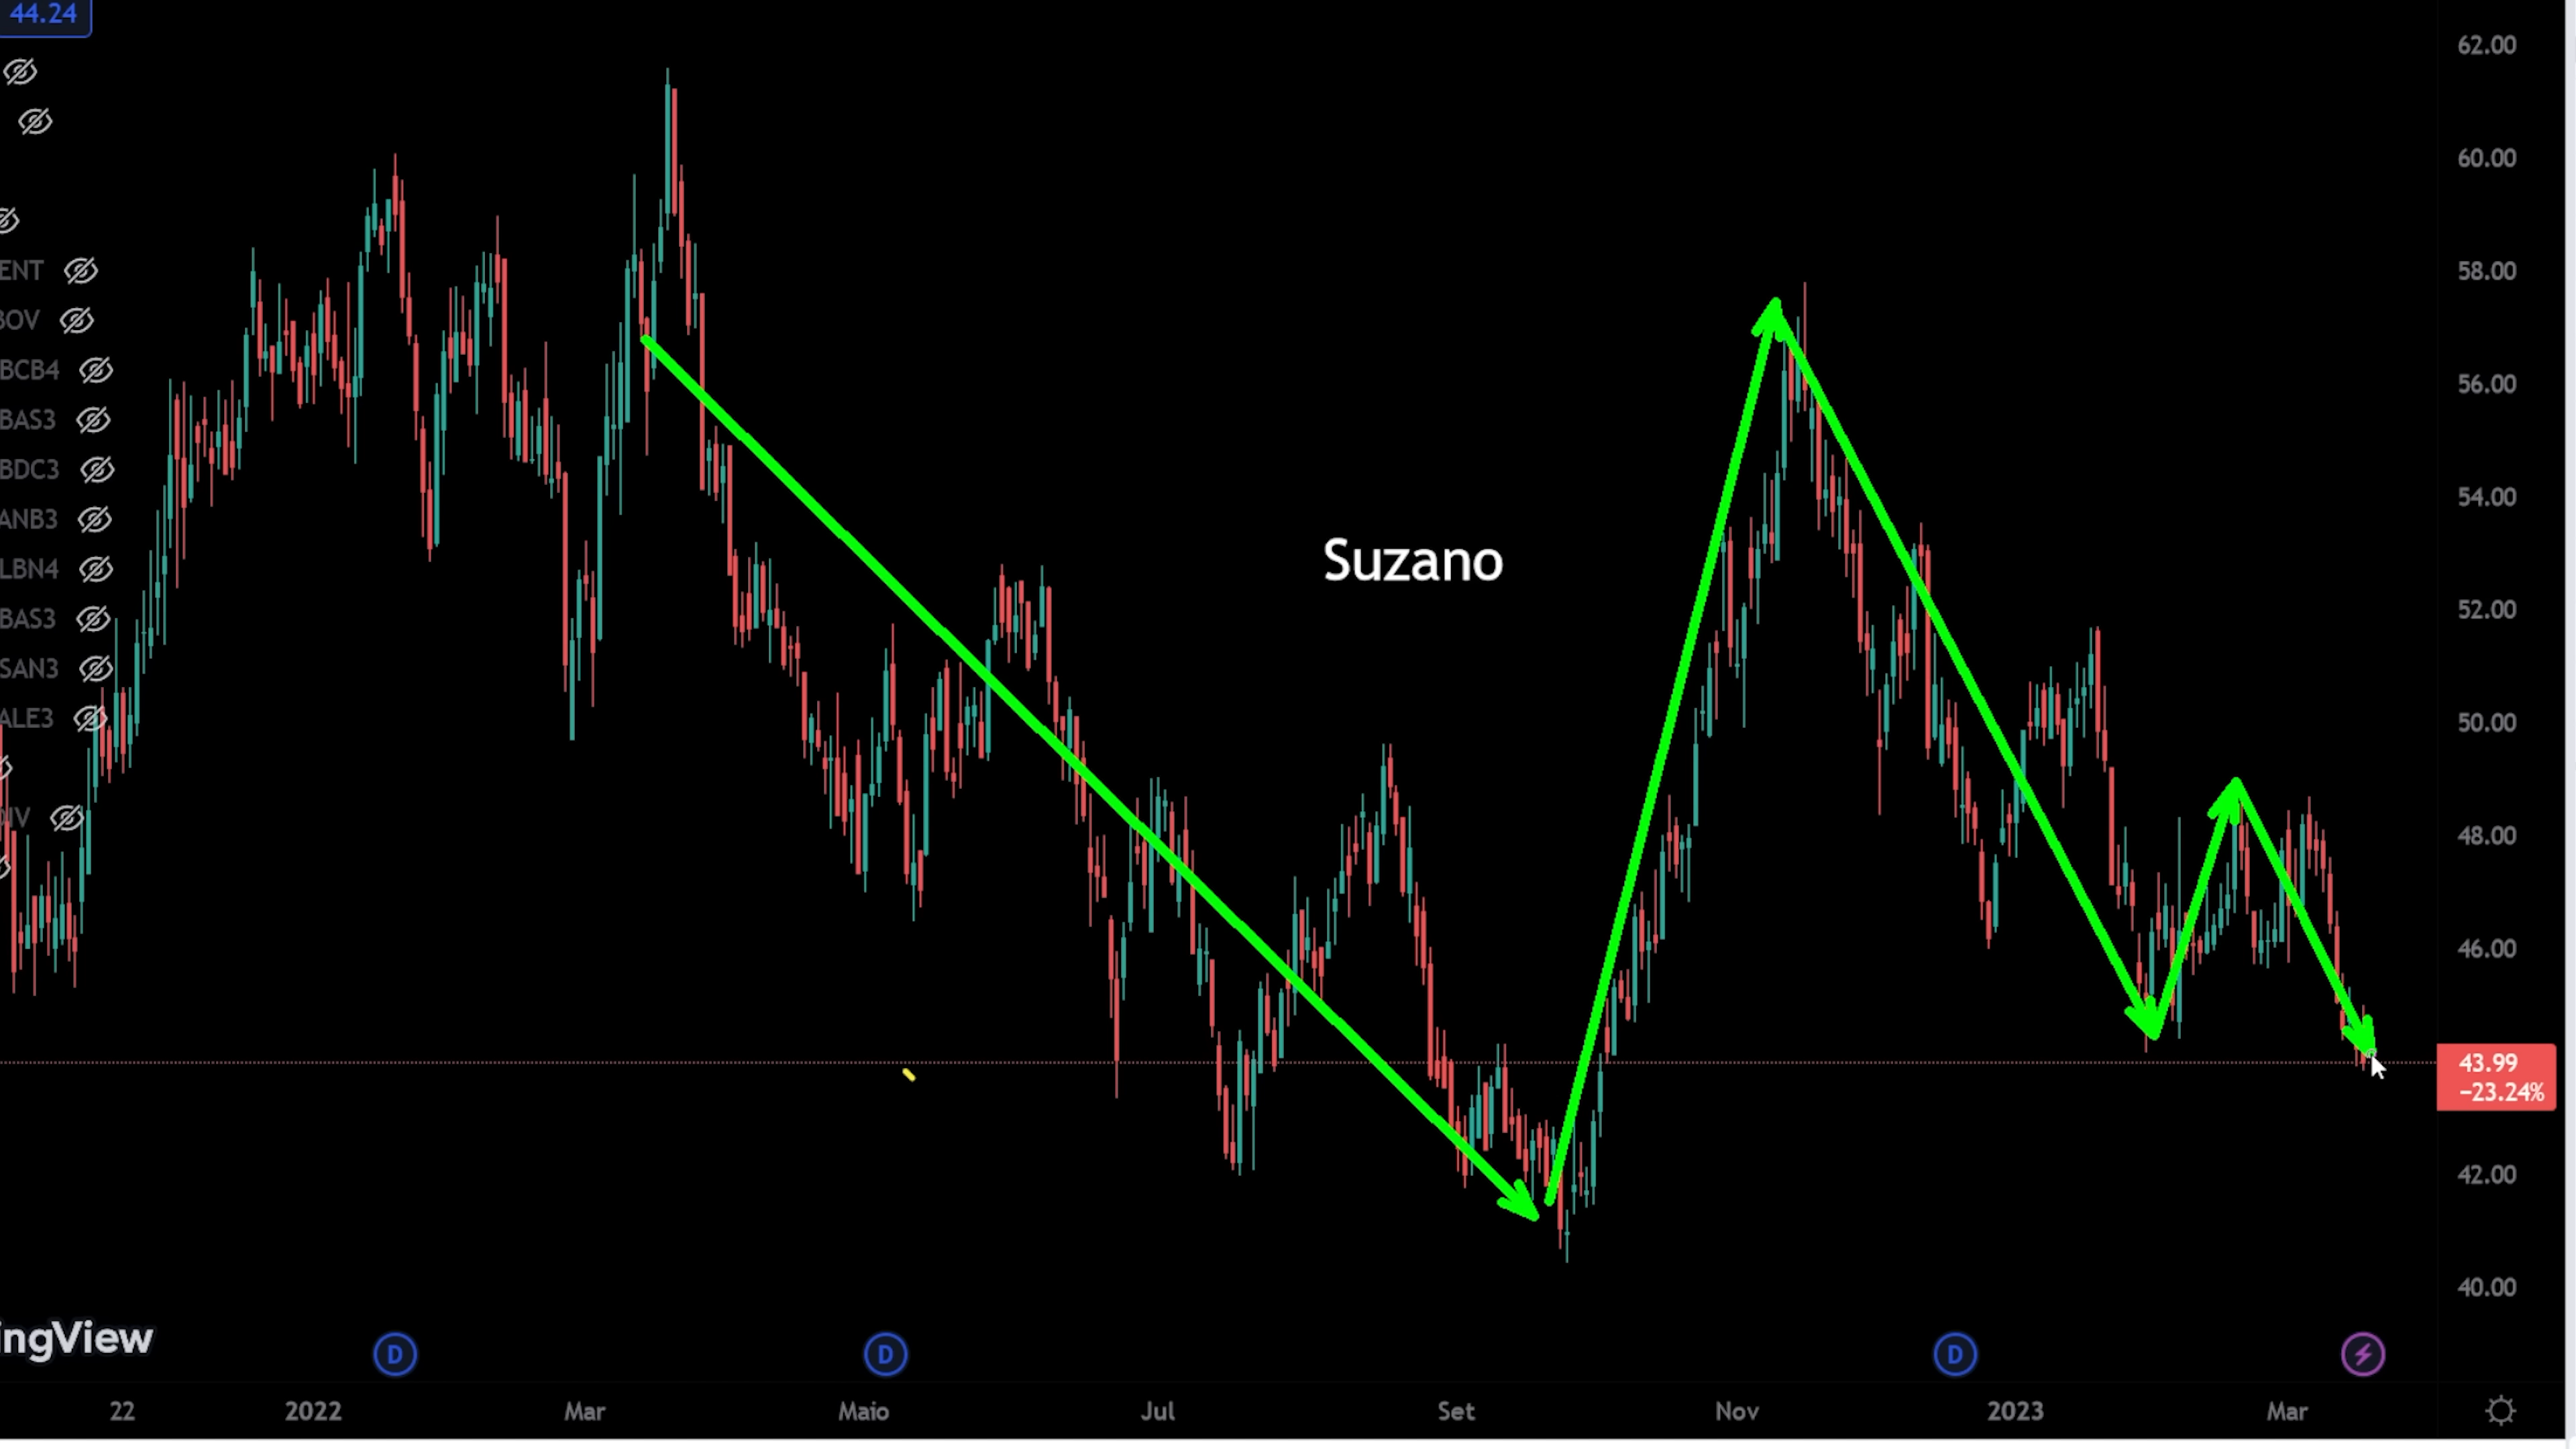 44.24
62.00
60.00
ENT
58.00
BOV
BCB4
56.00
BAS3
BDC3
54.00
ANB3
Suzano
LBN4
52.00
BAS3
SAN3
ALE3
50.00
IV
48.00
46.00
43.99
−23.24%
42.00
40.00
ingView
D
D
D
22
2022
Mar
Maio
Jul
Set
Nov
2023
Mar